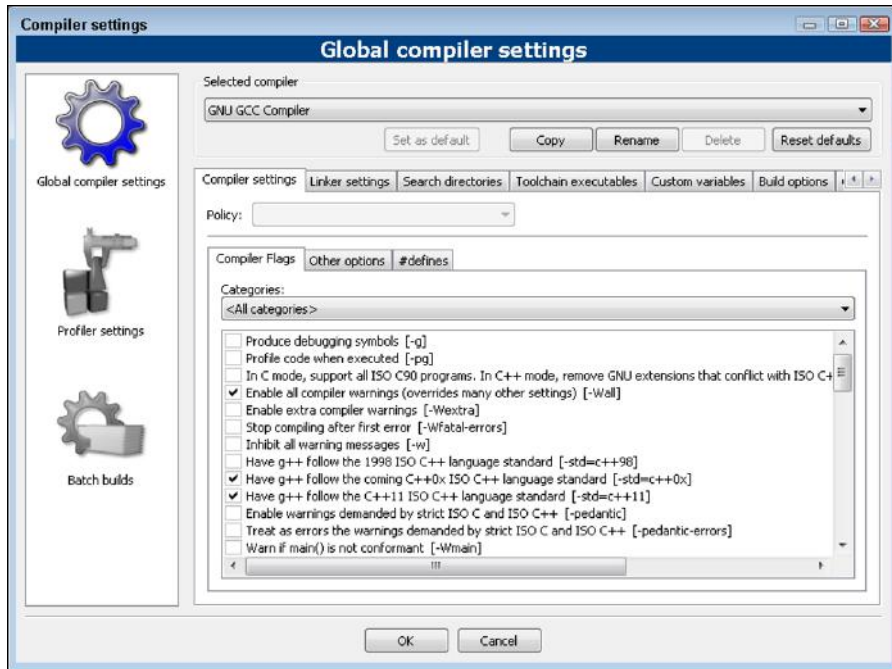 Compiler settings
Global compiler settings
Selected compiler
GNU GCC Compiler
Set as default Copy Rename Delete Reset defaults
Global compiler settings
Compiler settings Linker settings Search directories Toolchain executables Custom variables Build options
Policy:
Compiler Flags Other options #defines
Categories:
<All categories>
Produce debugging symbols [-g]
Profile code when executed [-pg]
In C mode, support all ISO C90 programs. In C++ mode, remove GNU extensions that conflict with ISO C+
Enable all compiler warnings (overrides many other settings) [-Wall]
Enable extra compiler warnings [-Wextra]
Stop compiling after first error [-Wfatal-errors]
Inhibit all warning messages [-w]
Have g++ follow the 1998 ISO C++ language standard [-std=c++98]
Have g++ follow the coming C++0x ISO C++ language standard [-std=c++0x]
Have g++ follow the C++11 ISO C++ language standard [-std=c++11]
Enable warnings demanded by strict ISO C and ISO C++ [-pedantic]
Treat as errors the warnings demanded by strict ISO C and ISO C++ [-pedantic-errors]
Warn if main() is not conformant [-Wmain]
Profiler settings
Batch builds
OK Cancel